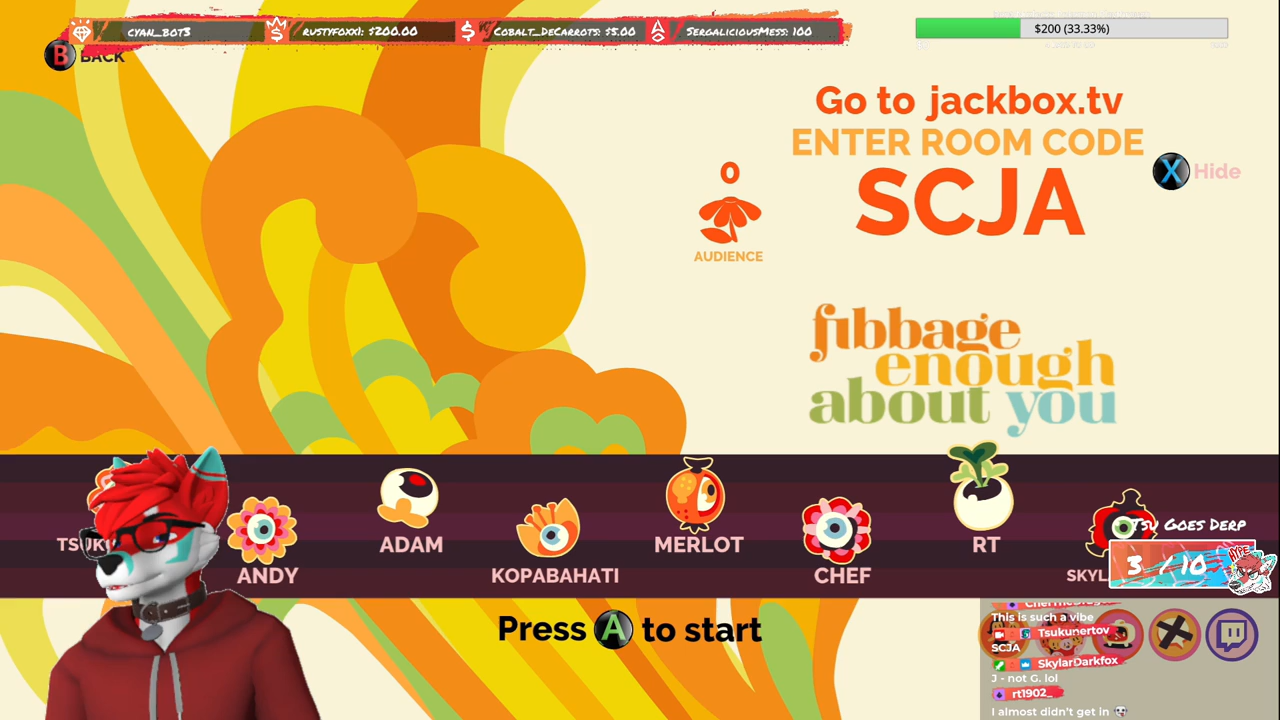 CYAN_BOT3
RUSTYFOXXI: $200.00
COBALT_DECARROTS: $5.00
SERGALICIOUSMESS: 100
$200 (33.33%)
B BACK
Go to jackbox.tv
ENTER ROOM CODE
SCJA
X Hide
0
AUDIENCE
fibbage
enough
about you
ANDY
ADAM
KOPABAHATI
MERLOT
CHEF
RT
TSU GOES DERP
3 / 10
HYPE
Press A to start
This is such a vibe
Tsukunertov
SCJA
SkylarDarkfox
J - not G. lol
rt1902_
I almost didn't get in